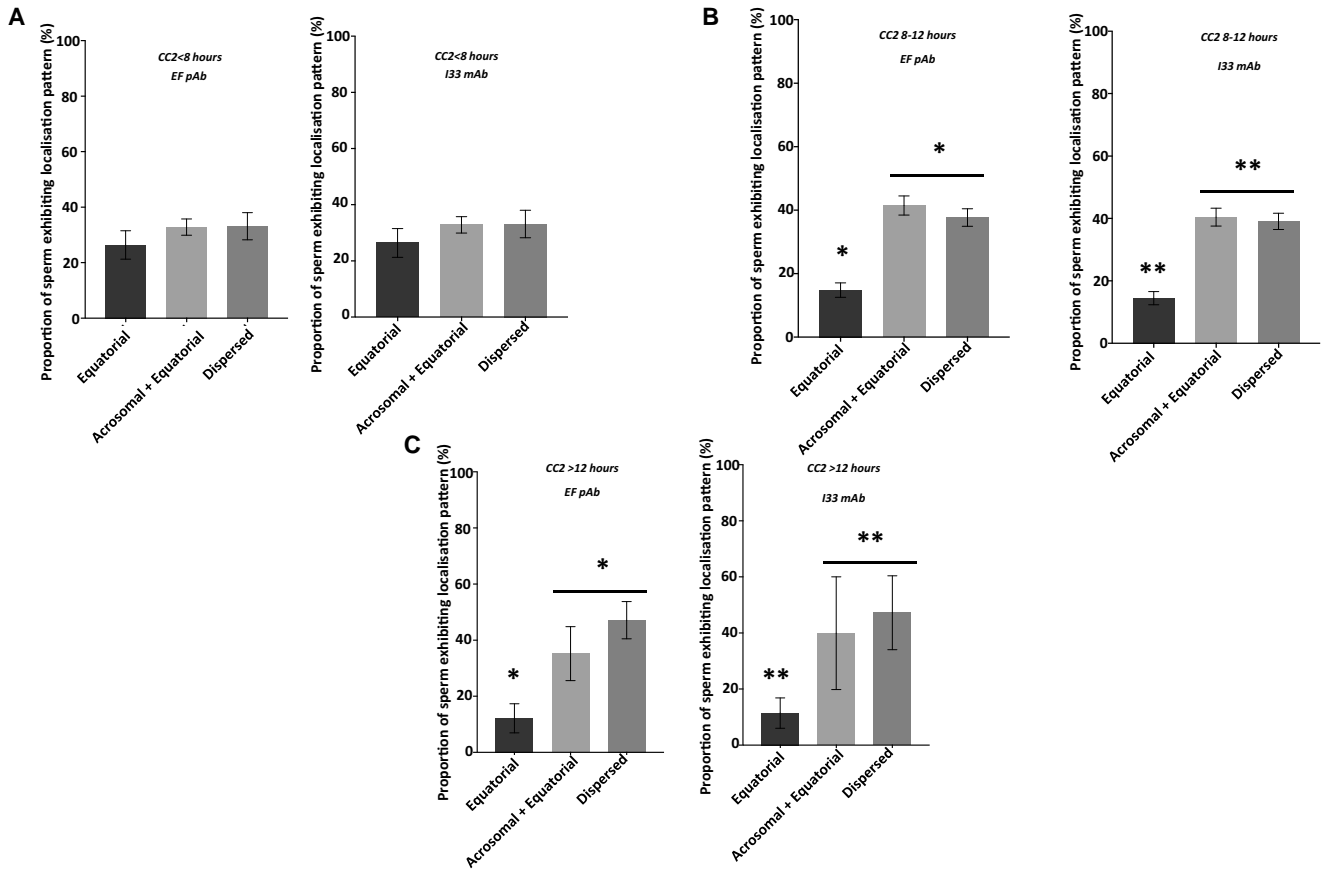 A
Proportion of sperm exhibiting localisation pattern (%)
100
80
60
40
20
0
CC2<8 hours
EF pAb
Equatorial
Acrosomal + Equatorial
Dispersed
Proportion of sperm exhibiting localisation pattern (%)
100
80
60
40
20
0
CC2<8 hours
I33 mAb
Equatorial
Acrosomal + Equatorial
Dispersed
B
Proportion of sperm exhibiting localisation pattern (%)
100
80
60
40
20
0
CC2 8-12 hours
EF pAb
*
*
Equatorial
Acrosomal + Equatorial
Dispersed
Proportion of sperm exhibiting localisation pattern (%)
100
80
60
40
20
0
CC2 8-12 hours
I33 mAb
**
**
Equatorial
Acrosomal + Equatorial
Dispersed
C
Proportion of sperm exhibiting localisation pattern (%)
100
80
60
40
20
0
CC2 >12 hours
EF pAb
*
*
Equatorial
Acrosomal + Equatorial
Dispersed
Proportion of sperm exhibiting localisation pattern (%)
100
80
60
40
20
0
CC2 >12 hours
I33 mAb
**
**
Equatorial
Acrosomal + Equatorial
Dispersed